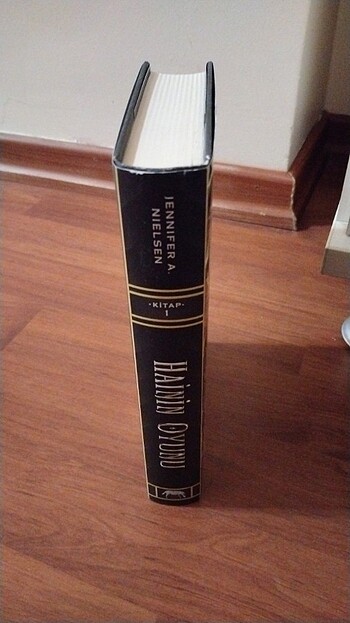 JENNIFER A.
NIELSEN
·KİTAP·
1
HAİNİN OYUNU